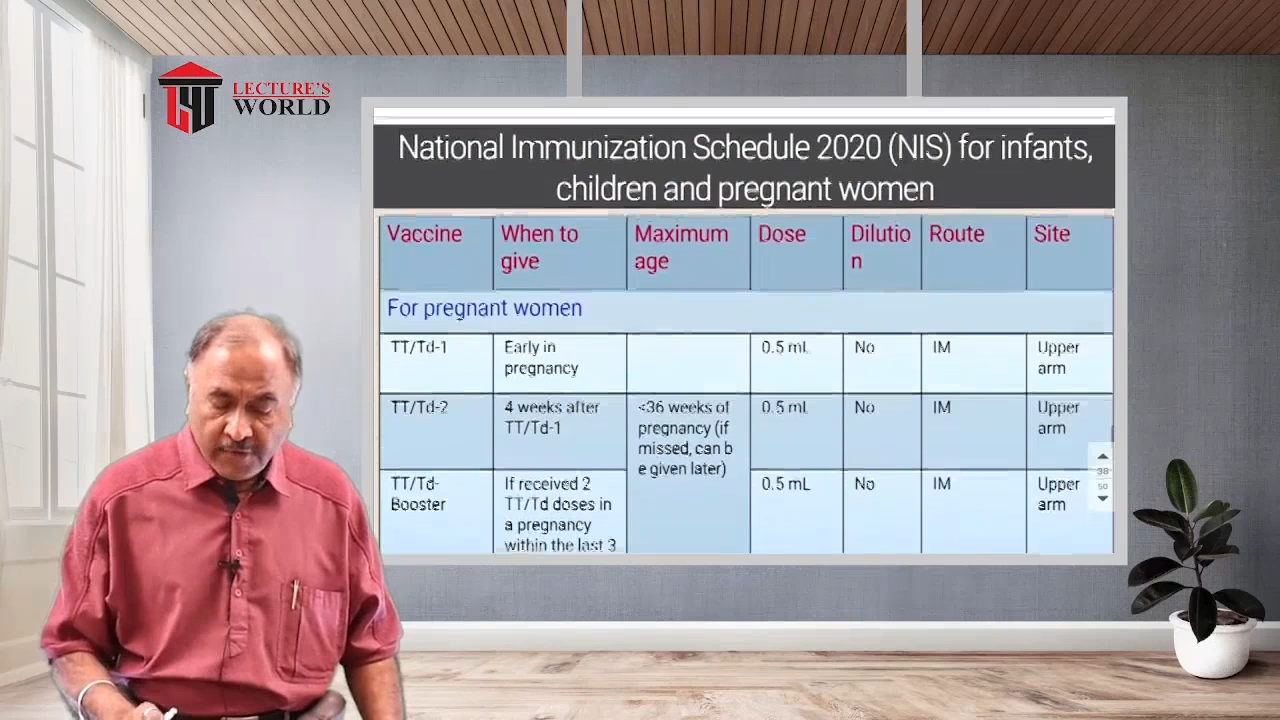 LECTURE'S
WORLD
National Immunization Schedule 2020 (NIS) for infants,
children and pregnant women
Vaccine
When to
give
Maximum
age
Dose
Dilutio
n
Route
Site
For pregnant women
TT/Td-1
Early in
pregnancy
0.5 mL
No
IM
Upper
arm
TT/Td-2
4 weeks after
TT/Td-1
<36 weeks of
pregnancy (if
missed, can b
e given later)
0.5 mL
No
IM
Upper
arm
TT/Td-
Booster
If received 2
TT/Td doses in
a pregnancy
within the last 3
0.5 mL
No
IM
Upper
arm
38
50